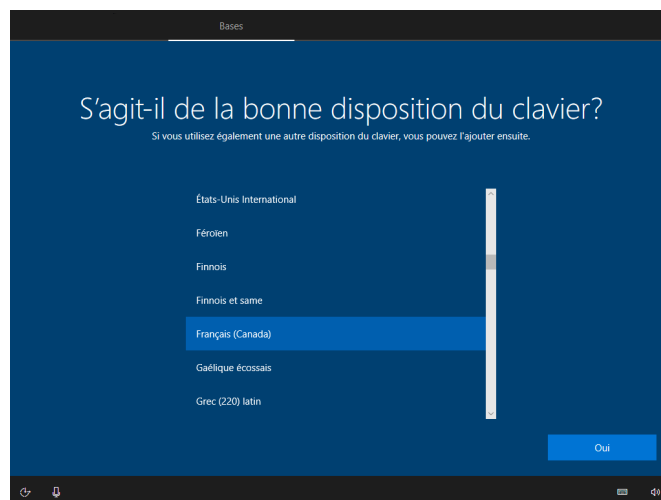 Bases
S'agit-il de la bonne disposition du clavier?
Si vous utilisez également une autre disposition du clavier, vous pouvez l'ajouter ensuite.
États-Unis International
Féroïen
Finnois
Finnois et same
Français (Canada)
Gaélique écossais
Grec (220) latin
Oui